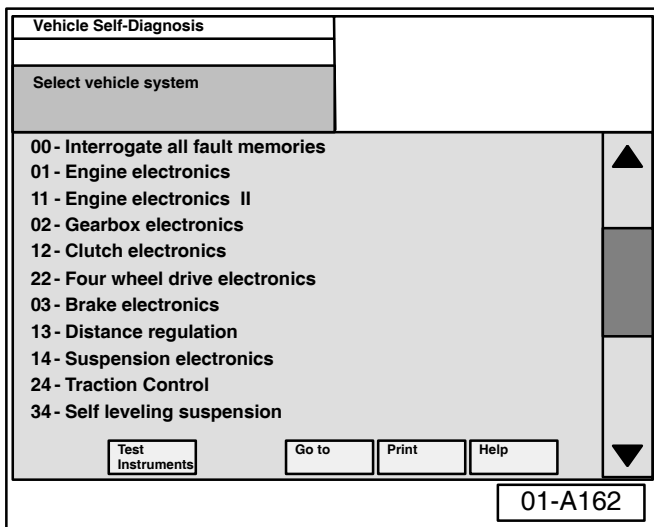 Vehicle Self-Diagnosis
Select vehicle system
00 - Interrogate all fault memories
01 - Engine electronics
11 - Engine electronics II
02 - Gearbox electronics
12 - Clutch electronics
22 - Four wheel drive electronics
03 - Brake electronics
13 - Distance regulation
14 - Suspension electronics
24 - Traction Control
34 - Self leveling suspension
Test
Instruments
Go to
Print
Help
01-A162